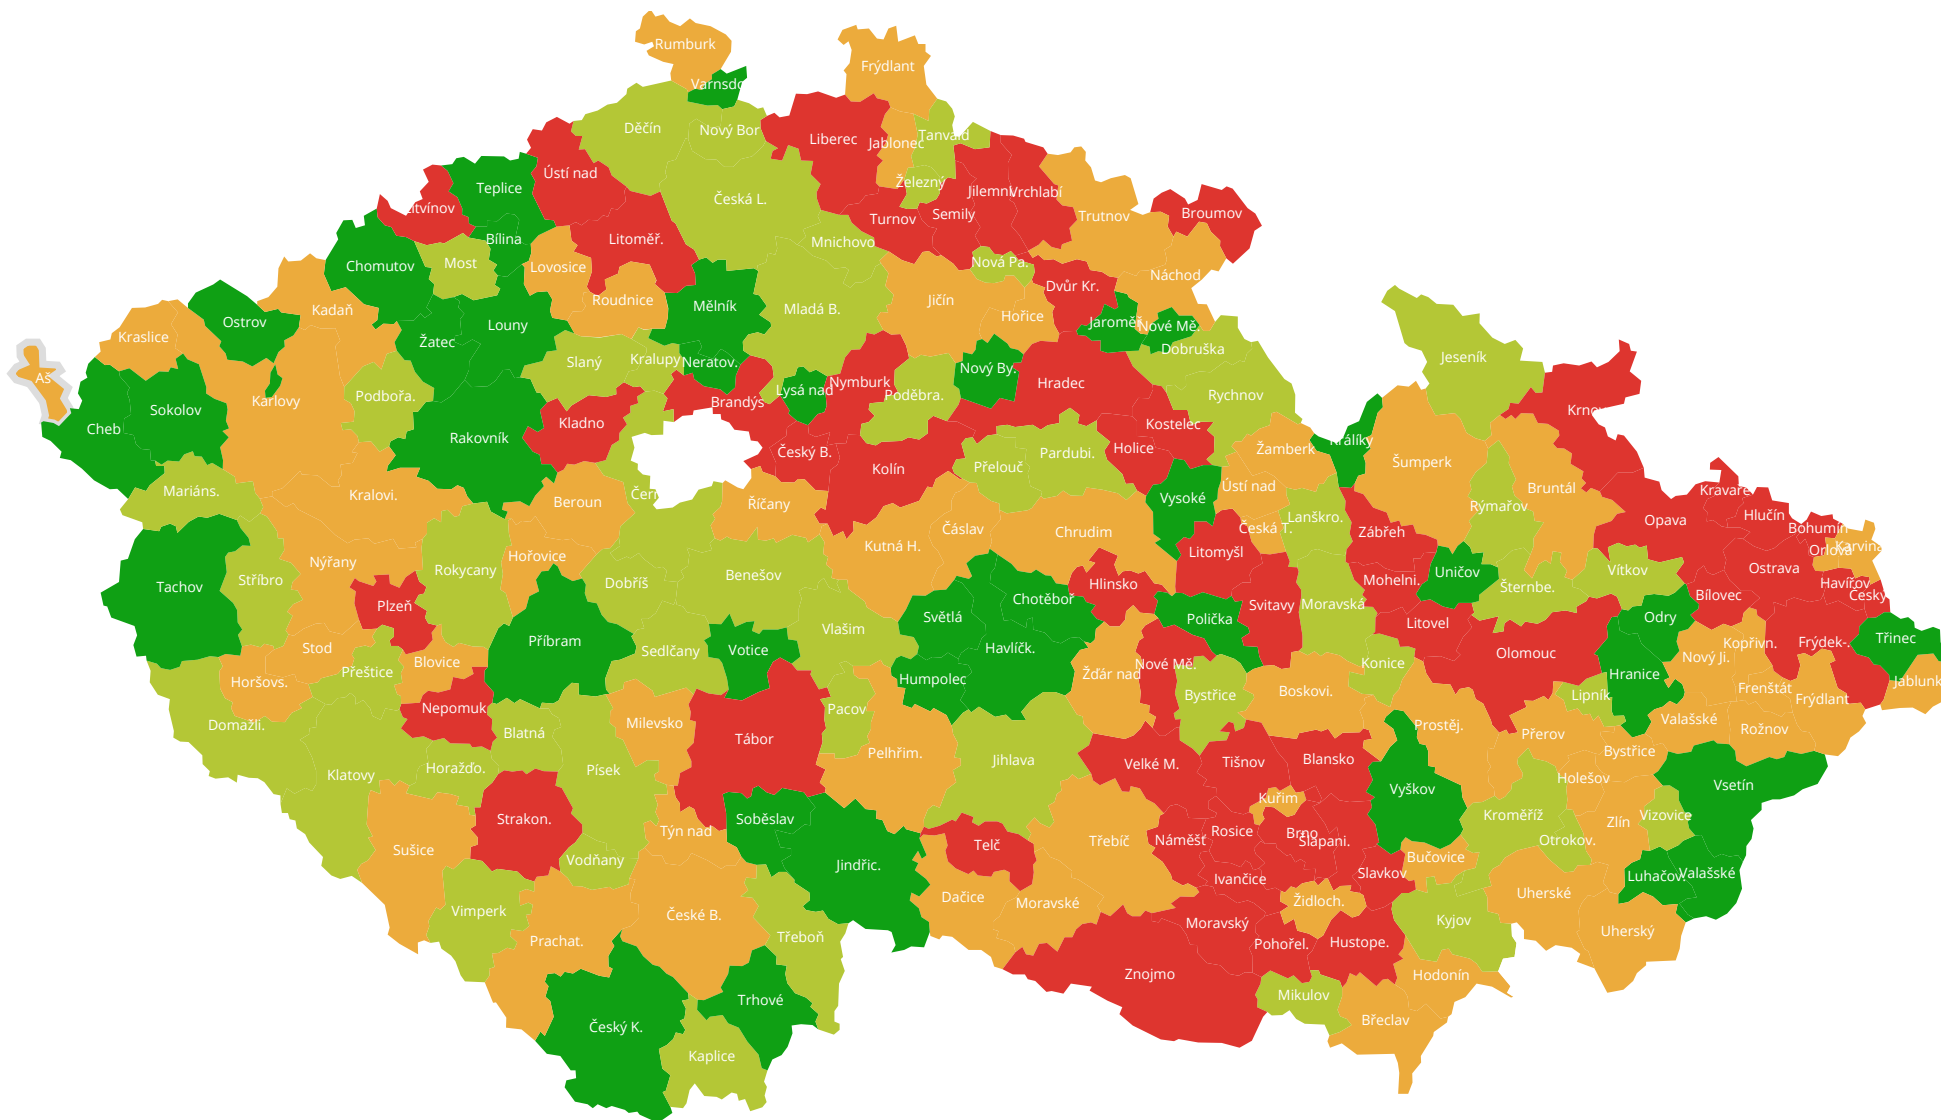 Rumburk
Frýdlant
Varnsdo
Děčín
Nový Bor
Liberec
Jablonec
Tanvald
Ústí nad
Teplice
Železný
Jilemni
Vrchlabí
Česká L.
tvínov
Turnov
Semily
Trutnov
Broumov
Bílina
Litoměř.
Mnichovo
Most
Chomutov
Lovosice
Nová Pa.
Náchod
Dvůr Kr.
Roudnice
Mělník
Mladá B.
Jičín
Kadaň
Hořice
Ostrov
Louny
Jaroměř
Nové Mě.
Kraslice
Žatec
Dobruška
Slaný
Kralupy
Neratov.
Jeseník
Aš
Nový By.
Hradec
Nymburk
Lysá nad
Poděbra.
Rychnov
Podbořa.
Karlovy
Brandýs
Sokolov
Krno
Kladno
Kostelec
Cheb
Rakovník
Králíky
Holice
Žamberk
Český B.
Pardubi.
Kolín
Přelouč
Šumperk
Ústí nad
Bruntál
Mariáns.
Kralovi.
Čern
Kravaře
Vysoké
Beroun
Říčany
Rýmařov
Hlučín
Lanškro.
Opava
Česká T.
Bohumín
Čáslav
Chrudim
Zábřeh
Kutná H.
Karviná
Orlová
Litomyšl
Hořovice
Nýřany
Rokycany
Vítkov
Ostrava
Uničov
Benešov
Stříbro
Mohelni.
Dobříš
Hlinsko
Havířov
Tachov
Šternbe.
Bílovec
Český
Chotěboř
Plzeň
Svitavy
Moravská
Světlá
Odry
Polička
Litovel
Vlašim
Třinec
Příbram
Kopřivn.
Frýdek-.
Stod
Havlíčk.
Votice
Sedlčany
Olomouc
Nový Ji.
Blovice
Konice
Nové Mě.
Přeštice
Žďár nad
Hranice
Humpolec
Horšovs.
Jablunk
Frenštát
Boskovi.
Bystřice
Lipník
Frýdlant
Nepomuk
Pacov
Valašské
Milevsko
Domažli.
Prostěj.
Rožnov
Blatná
Přerov
Tábor
Bystřice
Pelhřim.
Jihlava
Blansko
Tišnov
Velké M.
Horažďo.
Písek
Klatovy
Holešov
Vsetín
Vyškov
Kuřim
Kroměříž
Vizovice
Strakon.
Soběslav
Zlín
Týn nad
Rosice
Brno
Šlapani.
Náměšť
Třebíč
Otrokov.
Telč
Sušice
Bučovice
Vodňany
Jindřic.
Slavkov
Valašské
Luhačov.
Ivančice
Uherské
Dačice
Židloch.
Moravské
Vimperk
České B.
Kyjov
Moravský
Uherský
Třeboň
Prachat.
Hustope.
Pohořel.
Znojmo
Hodonín
Mikulov
Trhové
Břeclav
Český K.
Kaplice